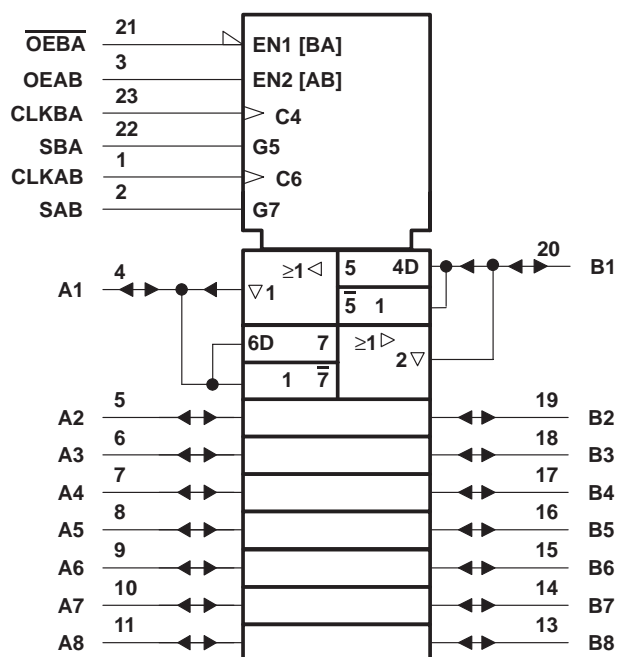 21
O̅E̅B̅A̅ EN1 [BA]
3
OEAB EN2 [AB]
23
CLKBA C4
22
SBA G5
1
CLKAB C6
2
SAB G7
≥1 5 4D 20
4 B1
A1 1 5̅ 1
6D 7 ≥1
2
1 7̅
5 19
A2 B2
6 18
A3 B3
7 17
A4 B4
8 16
A5 B5
9 15
A6 B6
10 14
A7 B7
11 13
A8 B8